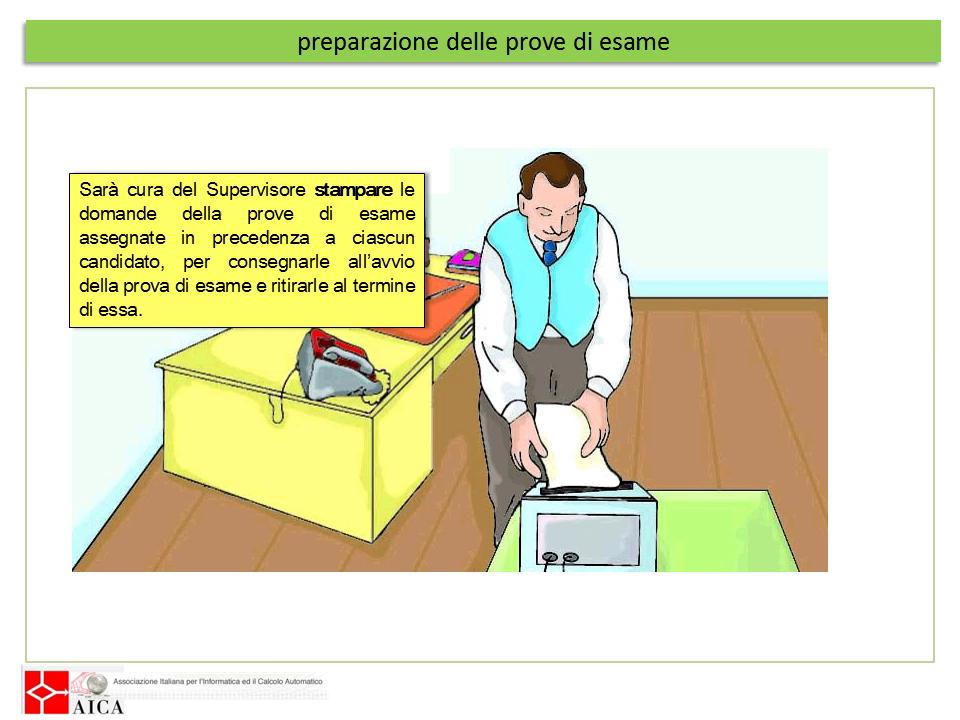 preparazione delle prove di esame
Sarà cura del Supervisore stampare le
domande della prove di esame
assegnate in precedenza a ciascun
candidato, per consegnarle all’avvio
della prova di esame e ritirarle al termine
di essa.
Associazione Italiana per l'Informatica ed il Calcolo Automatico
AICA